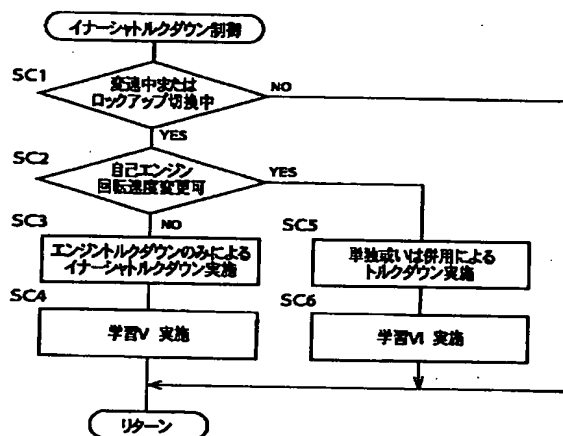 イナーシャトルクダウン制御
SC1
変速中または
ロックアップ切換中
NO
YES
SC2
自己エンジン
回転速度変更可
YES
NO
SC3
エンジントルクダウンのみによる
イナーシャトルクダウン実施
SC5
単独或いは併用による
トルクダウン実施
SC4
学習V 実施
SC6
学習VI 実施
リターン